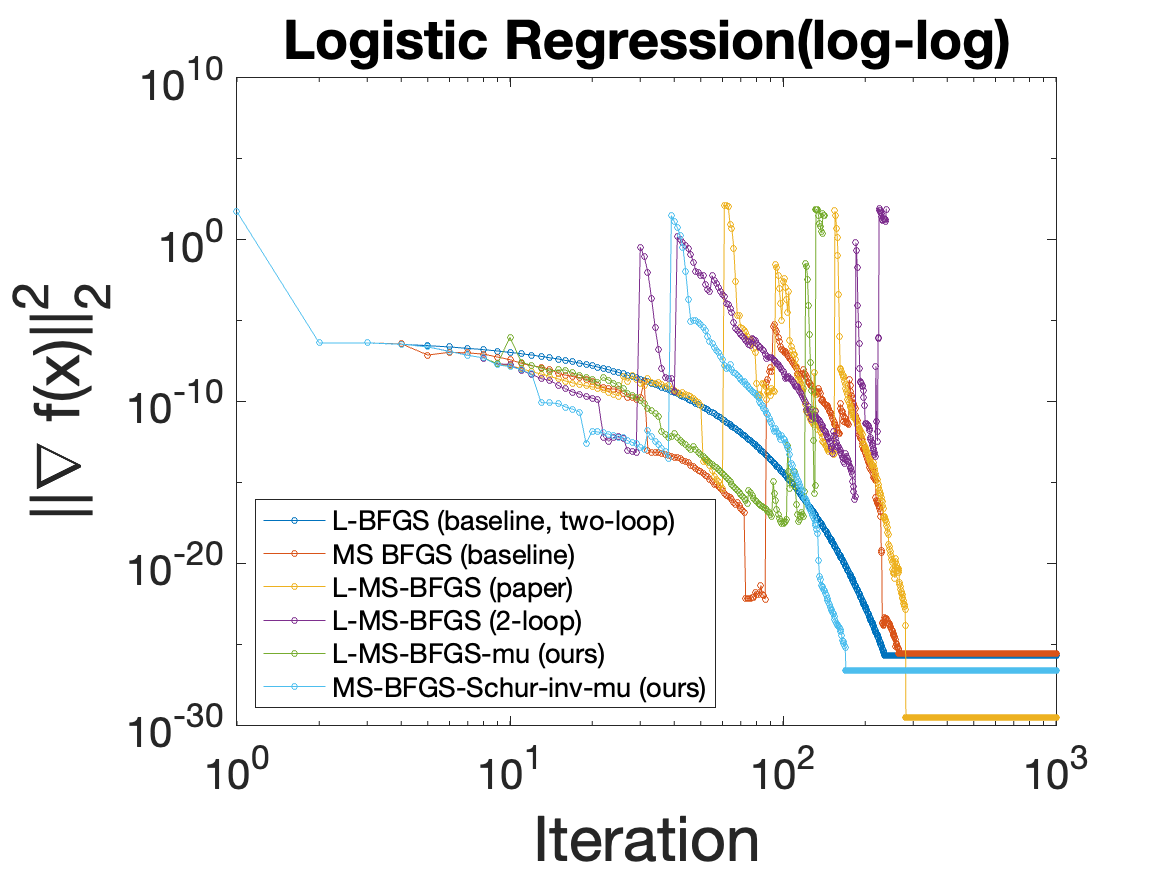 Logistic Regression(log-log)
10^10
10^0
10^-10
10^-20
10^-30
||∇ f(x)||_2^2
L-BFGS (baseline, two-loop)
MS BFGS (baseline)
L-MS-BFGS (paper)
L-MS-BFGS (2-loop)
L-MS-BFGS-mu (ours)
MS-BFGS-Schur-inv-mu (ours)
10^0 10^1 10^2 10^3
Iteration